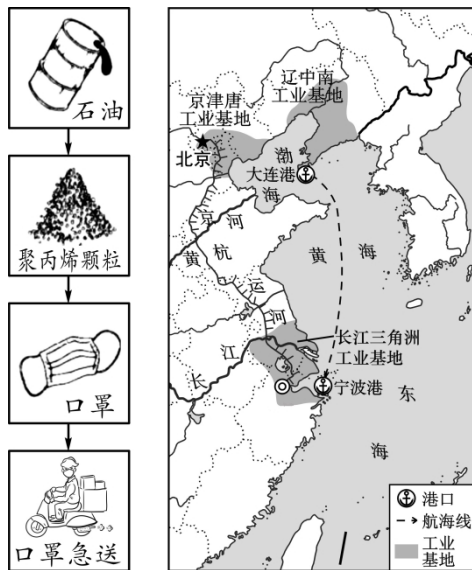 石油
聚丙烯颗粒
口罩
口罩急送
辽中南
工业基地
京津唐
工业基地
北京
渤
海
大连港
京
杭
运
河
黄
河
黄
海
长江三角洲
工业基地
长
江
宁波港
东
海
港口
航海线
工业
基地